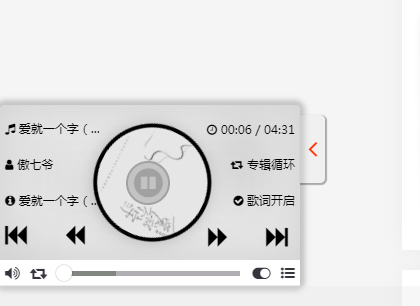 爱就一个字 ( ...
00:06 / 04:31
傲七爷
专辑循环
爱就一个字 ( ...
歌词开启